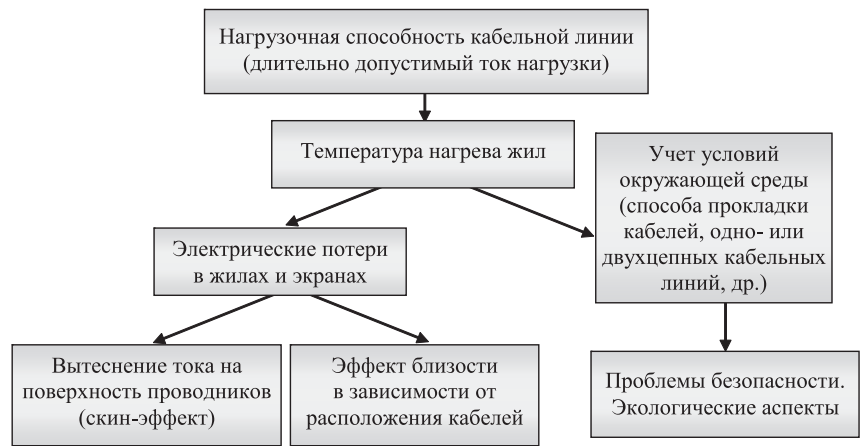 Нагрузочная способность кабельной линии
(длительно допустимый ток нагрузки)
Температура нагрева жил
Учет условий
окружающей среды
(способа прокладки
кабелей, одно- или
двухцепных кабельных
линий, др.)
Электрические потери
в жилах и экранах
Вытеснение тока на
поверхность проводников
(скин-эффект)
Эффект близости
в зависимости от
расположения кабелей
Проблемы безопасности.
Экологические аспекты